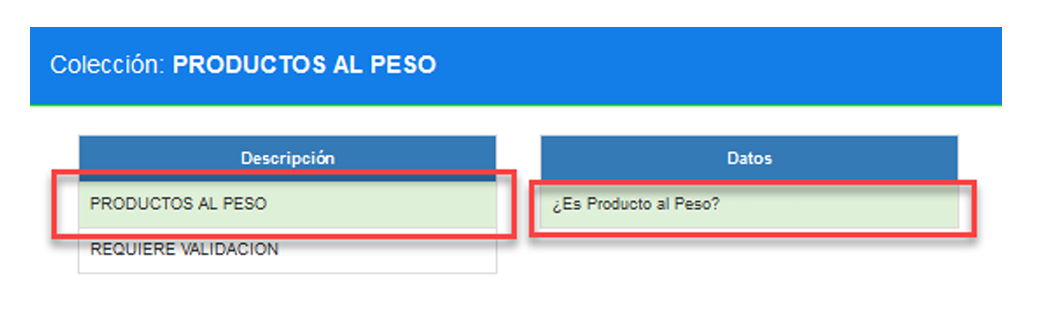 Colección: PRODUCTOS AL PESO
Descripción
PRODUCTOS AL PESO
REQUIERE VALIDACION
Datos
¿Es Producto al Peso?